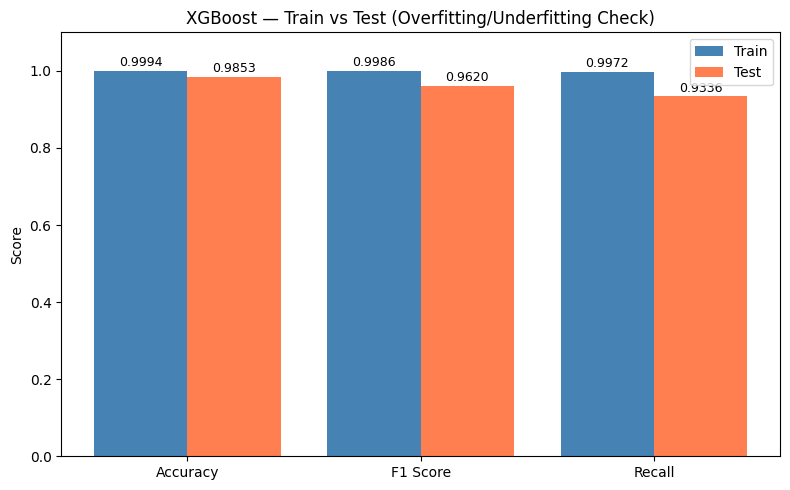 XGBoost — Train vs Test (Overfitting/Underfitting Check)
Train
Test
0.9994
0.9853
0.9986
0.9620
0.9972
0.9336
Score
1.0
0.8
0.6
0.4
0.2
0.0
Accuracy
F1 Score
Recall